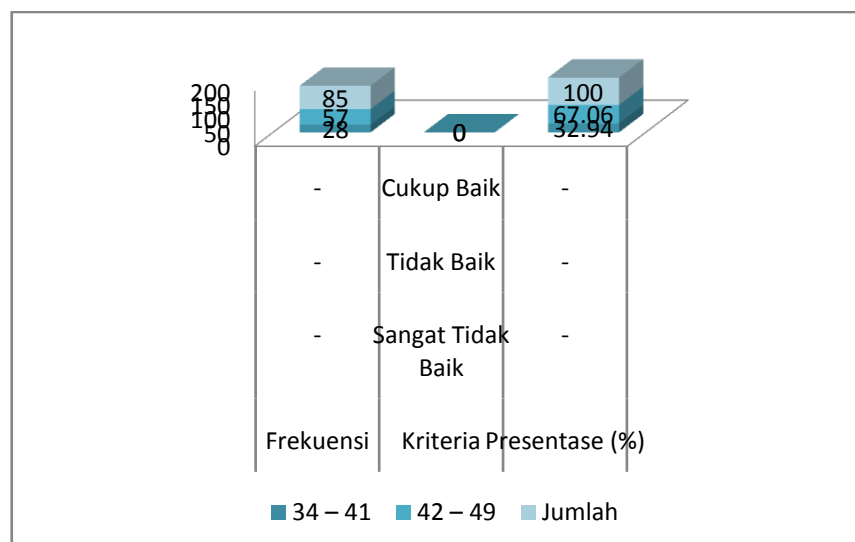 200
150
100
50
0
85
57
28
0
100
67.06
32.94
- Cukup Baik -
- Tidak Baik -
- Sangat Tidak -
Baik
Frekuensi Kriteria Presentase (%)
34 – 41 42 – 49 Jumlah